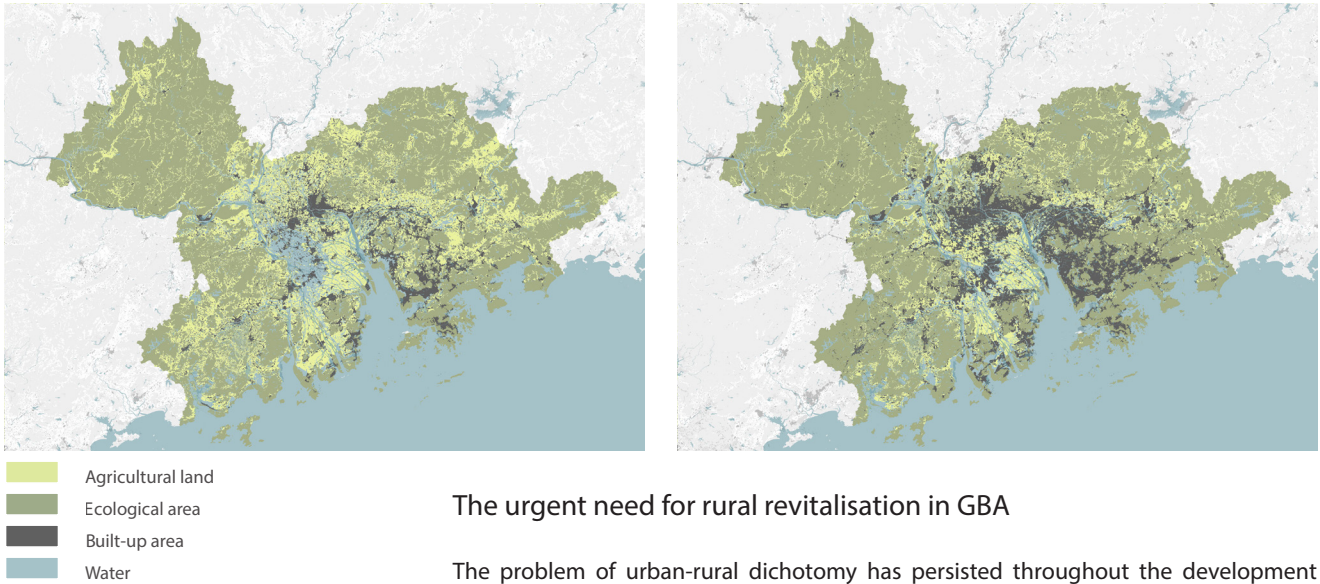 Agricultural land
Ecological area
Built-up area
Water
The urgent need for rural revitalisation in GBA
The problem of urban-rural dichotomy has persisted throughout the development